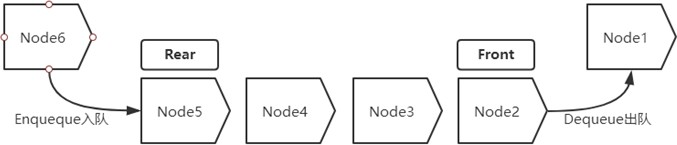 Node6
Node1
Rear
Front
Node5
Node4
Node3
Node2
Enqueque入队
Dequeue出队